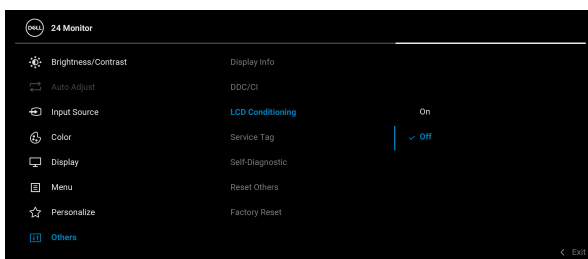 DELL 24 Monitor
Brightness/Contrast
Auto Adjust
Input Source
Color
Display
Menu
Personalize
Others
Display Info
DDC/CI
LCD Conditioning
Service Tag
Self-Diagnostic
Reset Others
Factory Reset
On
Off
Exit